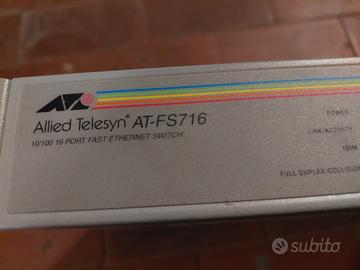 Allied Telesyn® AT-FS716
10/100 16 PORT FAST ETHERNET SWITCH
POWER
LINK/ACTIVITY
100M
FULL DUPLEX/COLLISION
subito